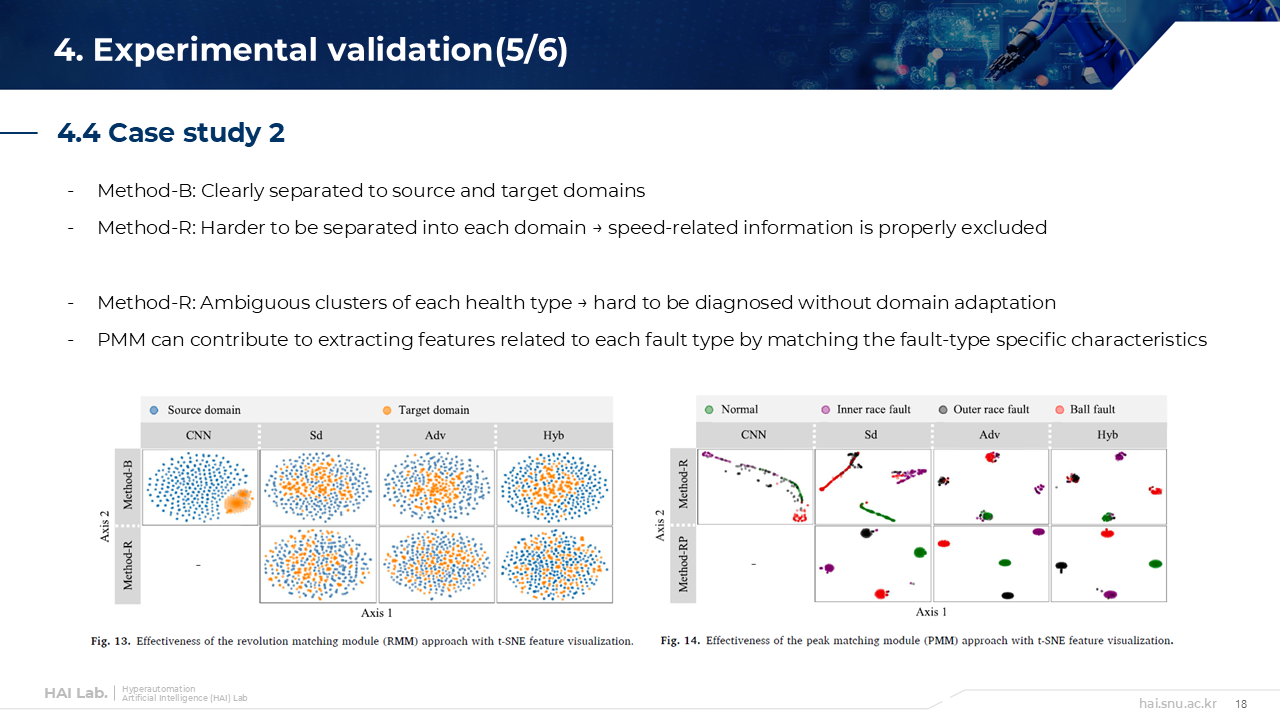 4. Experimental validation(5/6)
4.4 Case study 2
- Method-B: Clearly separated to source and target domains
- Method-R: Harder to be separated into each domain → speed-related information is properly excluded
- Method-R: Ambiguous clusters of each health type → hard to be diagnosed without domain adaptation
- PMM can contribute to extracting features related to each fault type by matching the fault-type specific characteristics
Source domain Target domain
CNN Sd Adv Hyb
Method-B
Method-R
-
Axis 2
Axis 1
Fig. 13. Effectiveness of the revolution matching module (RMM) approach with t-SNE feature visualization.
Normal Inner race fault Outer race fault Ball fault
CNN Sd Adv Hyb
Method-R
Method-RP
-
Axis 2
Axis 1
Fig. 14. Effectiveness of the peak matching module (PMM) approach with t-SNE feature visualization.
HAI Lab.
Hyperautomation
Artificial Intelligence (HAI) Lab
hai.snu.ac.kr 18